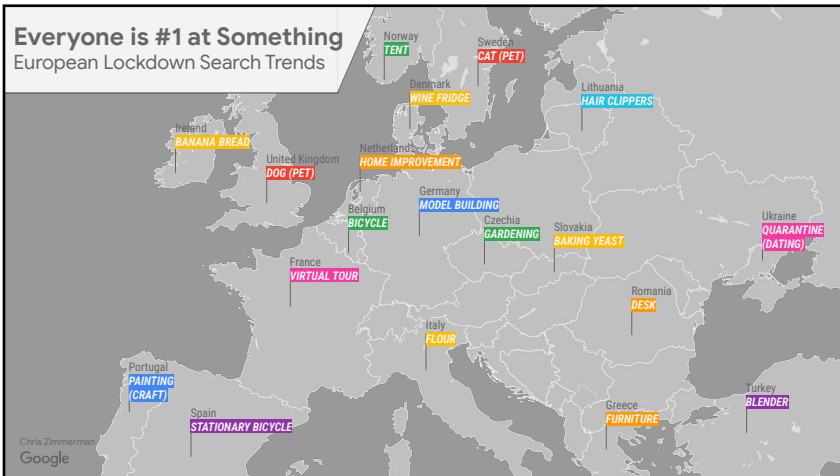 Everyone is #1 at Something
European Lockdown Search Trends
Norway
TENT
Sweden
CAT (PET)
Denmark
WINE FRIDGE
Lithuania
HAIR CLIPPERS
Ireland
BANANA BREAD
United Kingdom
DOG (PET)
Netherlands
HOME IMPROVEMENT
Germany
MODEL BUILDING
Belgium
BICYCLE
Czechia
GARDENING
Slovakia
BAKING YEAST
Ukraine
QUARANTINE
(DATING)
France
VIRTUAL TOUR
Romania
DESK
Italy
FLOUR
Portugal
PAINTING
(CRAFT)
Spain
STATIONARY BICYCLE
Greece
FURNITURE
Turkey
BLENDER
Chris Zimmerman
Google